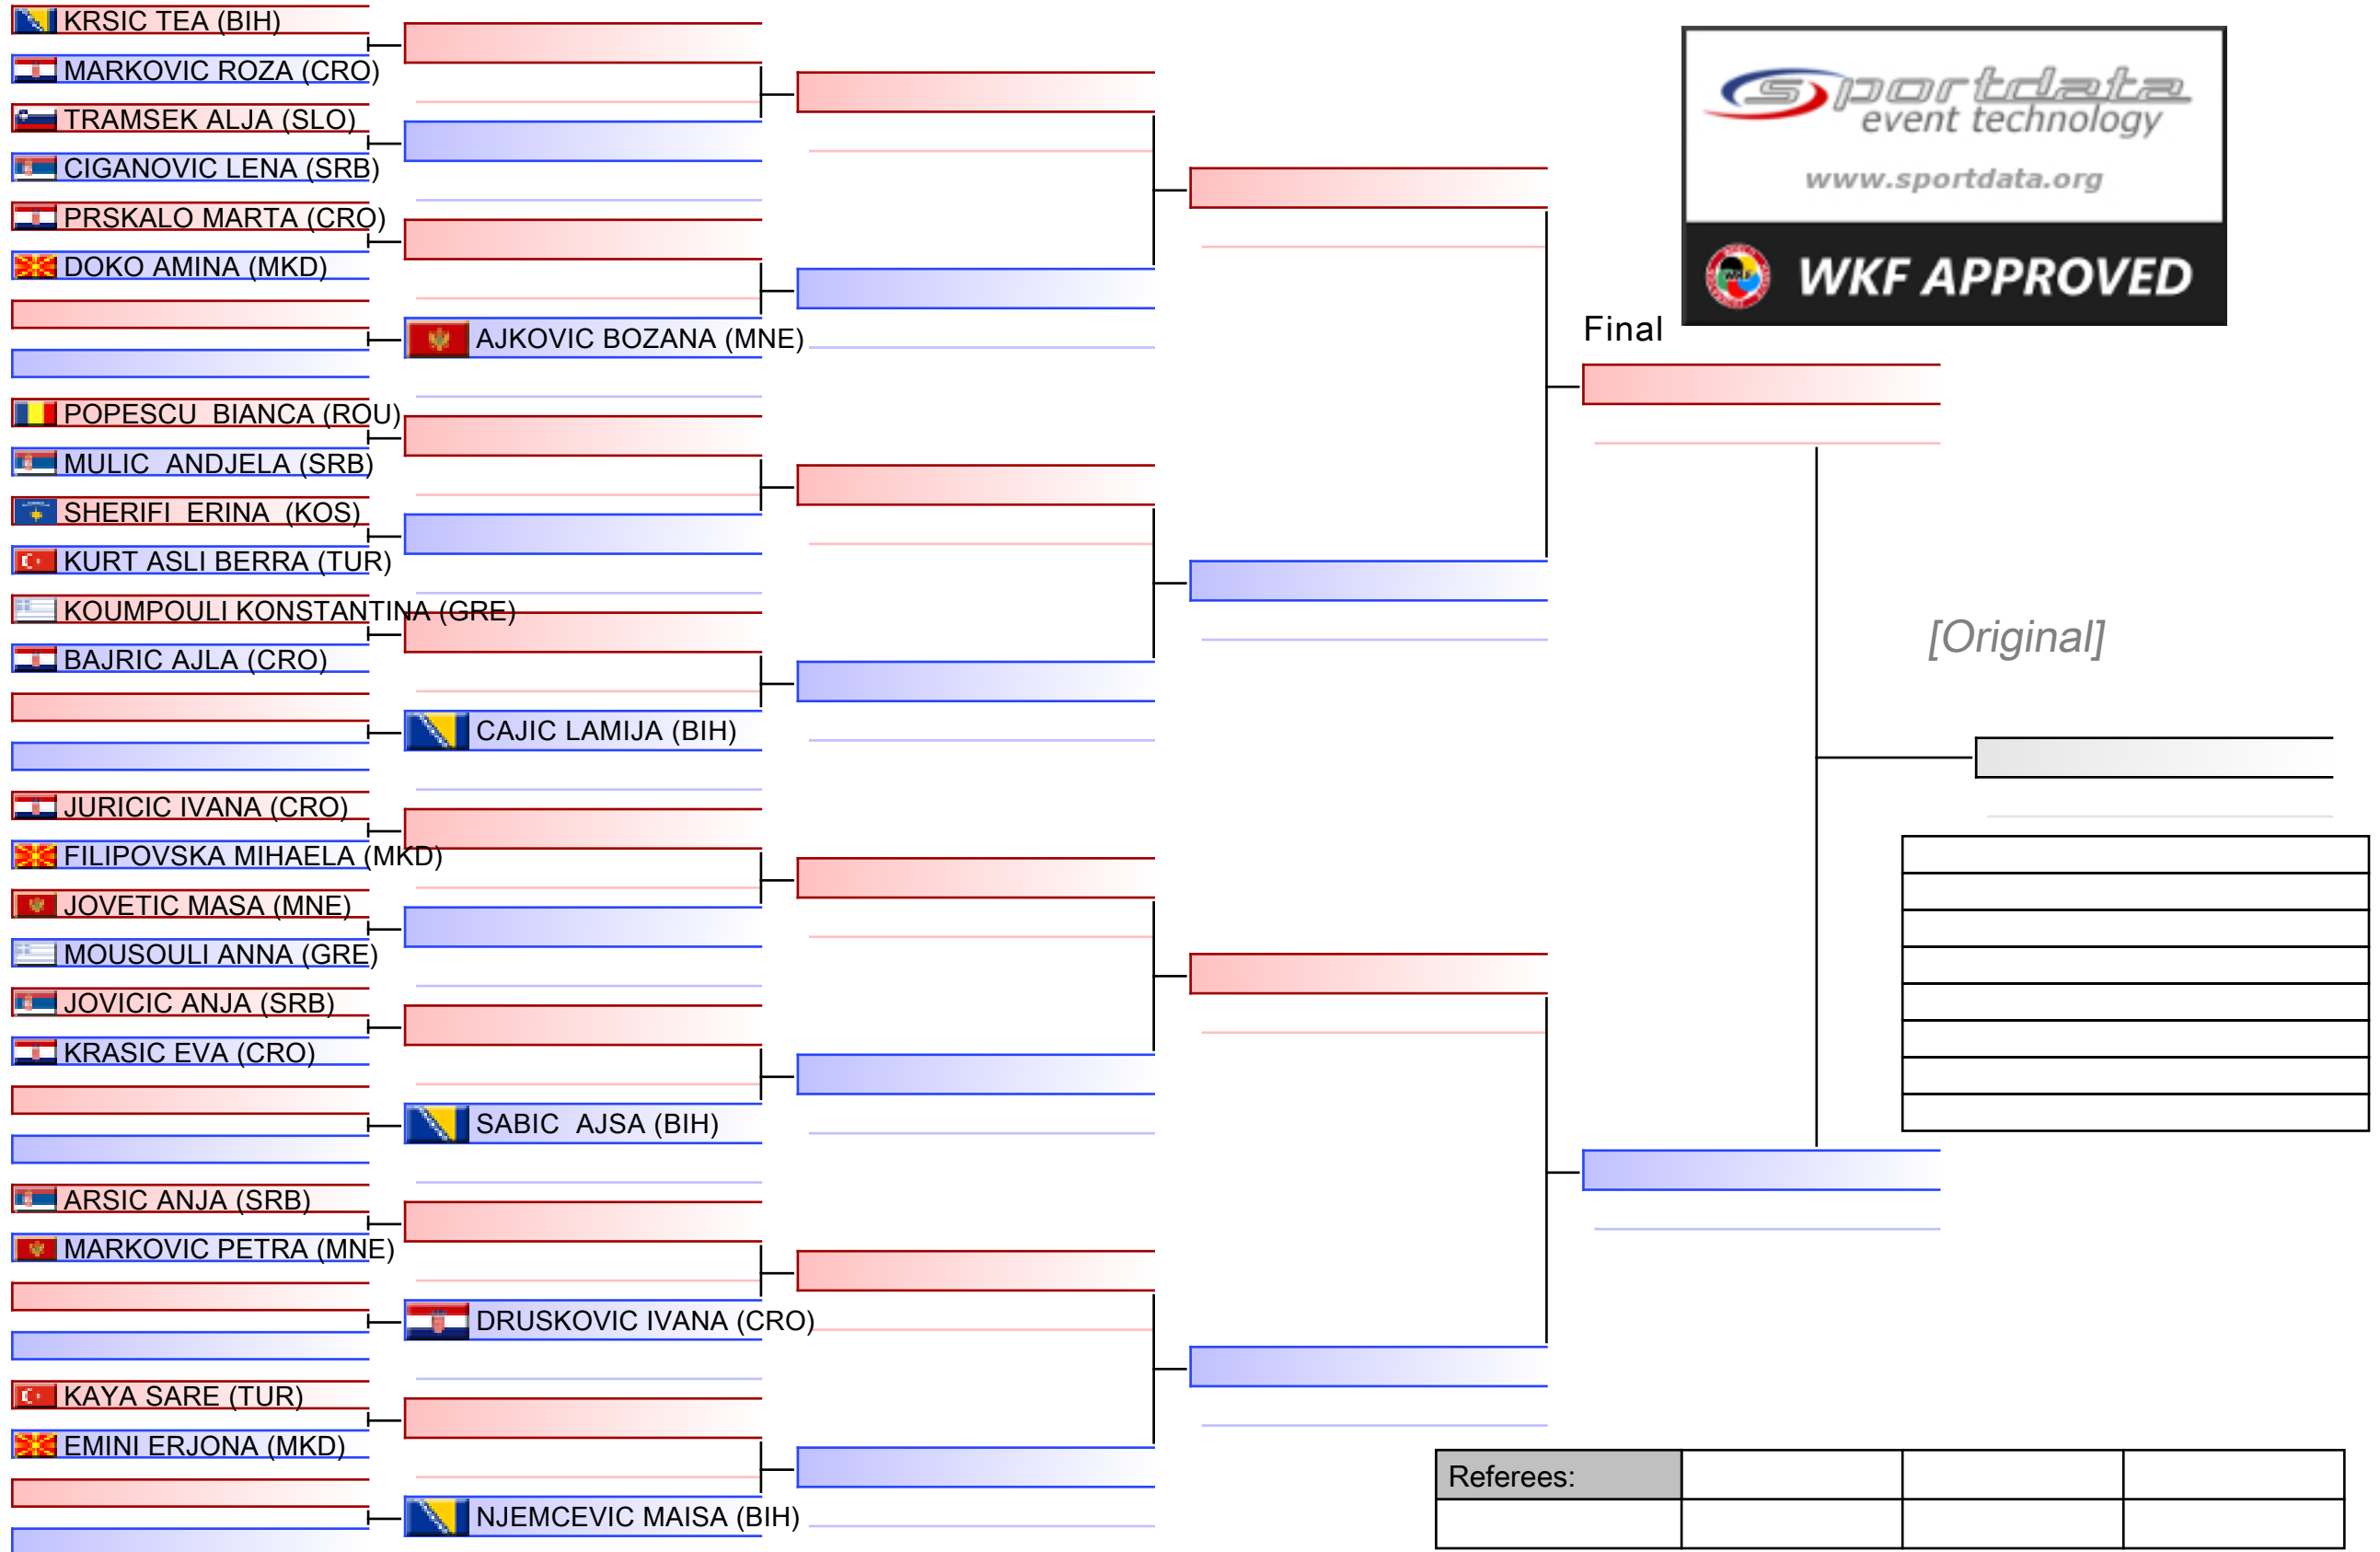 KRSIC TEA (BIH)
MARKOVIC ROZA (CRO)
TRAMSEK ALJA (SLO)
CIGANOVIC LENA (SRB)
PRSKALO MARTA (CRO)
DOKO AMINA (MKD)
AJKOVIC BOZANA (MNE)
POPESCU  BIANCA (ROU)
MULIC  ANDJELA (SRB)
SHERIFI  ERINA  (KOS)
KURT ASLI BERRA (TUR)
KOUMPOULI KONSTANTINA (GRE)
BAJRIC AJLA (CRO)
CAJIC LAMIJA (BIH)
JURICIC IVANA (CRO)
FILIPOVSKA MIHAELA (MKD)
JOVETIC MASA (MNE)
MOUSOULI ANNA (GRE)
JOVICIC ANJA (SRB)
KRASIC EVA (CRO)
SABIC  AJSA (BIH)
ARSIC ANJA (SRB)
MARKOVIC PETRA (MNE)
DRUSKOVIC IVANA (CRO)
KAYA SARE (TUR)
EMINI ERJONA (MKD)
NJEMCEVIC MAISA (BIH)
sportdata
event technology
www.sportdata.org
WKF APPROVED
Final
[Original]
Referees: